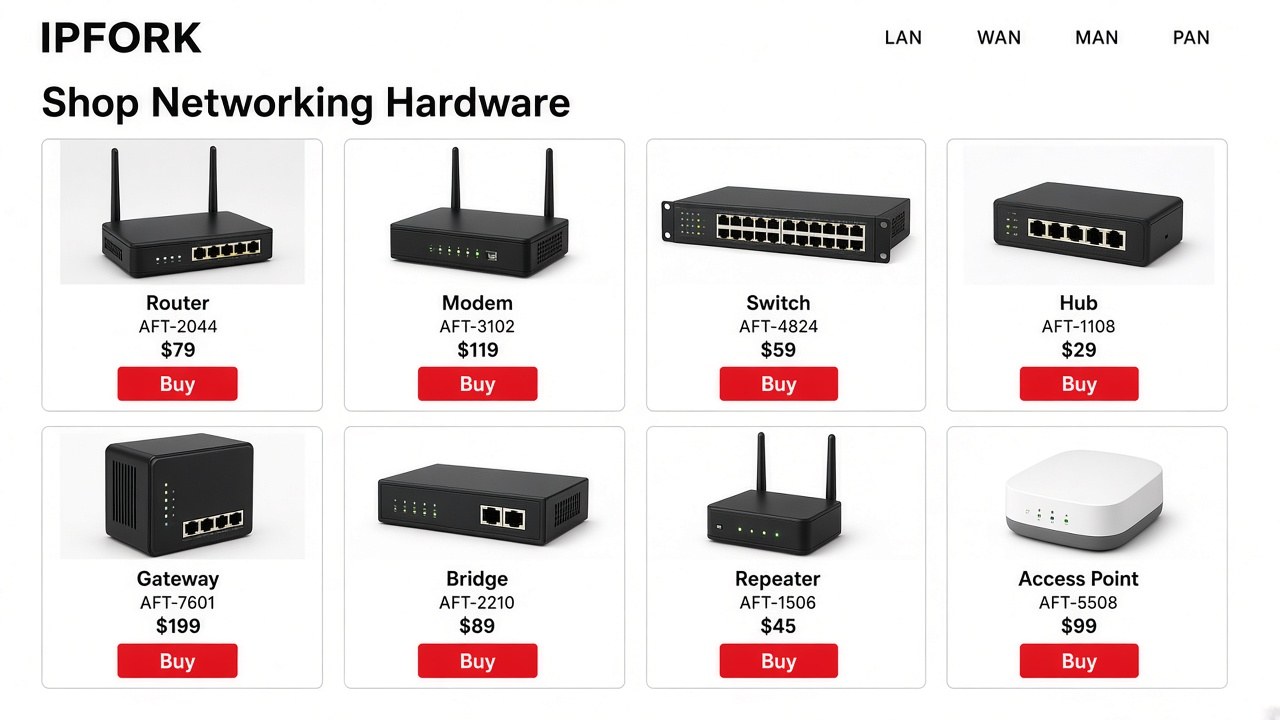 IPFORK
LAN WAN MAN PAN
Shop Networking Hardware
Router
AFT-2044
$79
Buy
Modem
AFT-3102
$119
Buy
Switch
AFT-4824
$59
Buy
Hub
AFT-1108
$29
Buy
Gateway
AFT-7601
$199
Buy
Bridge
AFT-2210
$89
Buy
Repeater
AFT-1506
$45
Buy
Access Point
AFT-5508
$99
Buy